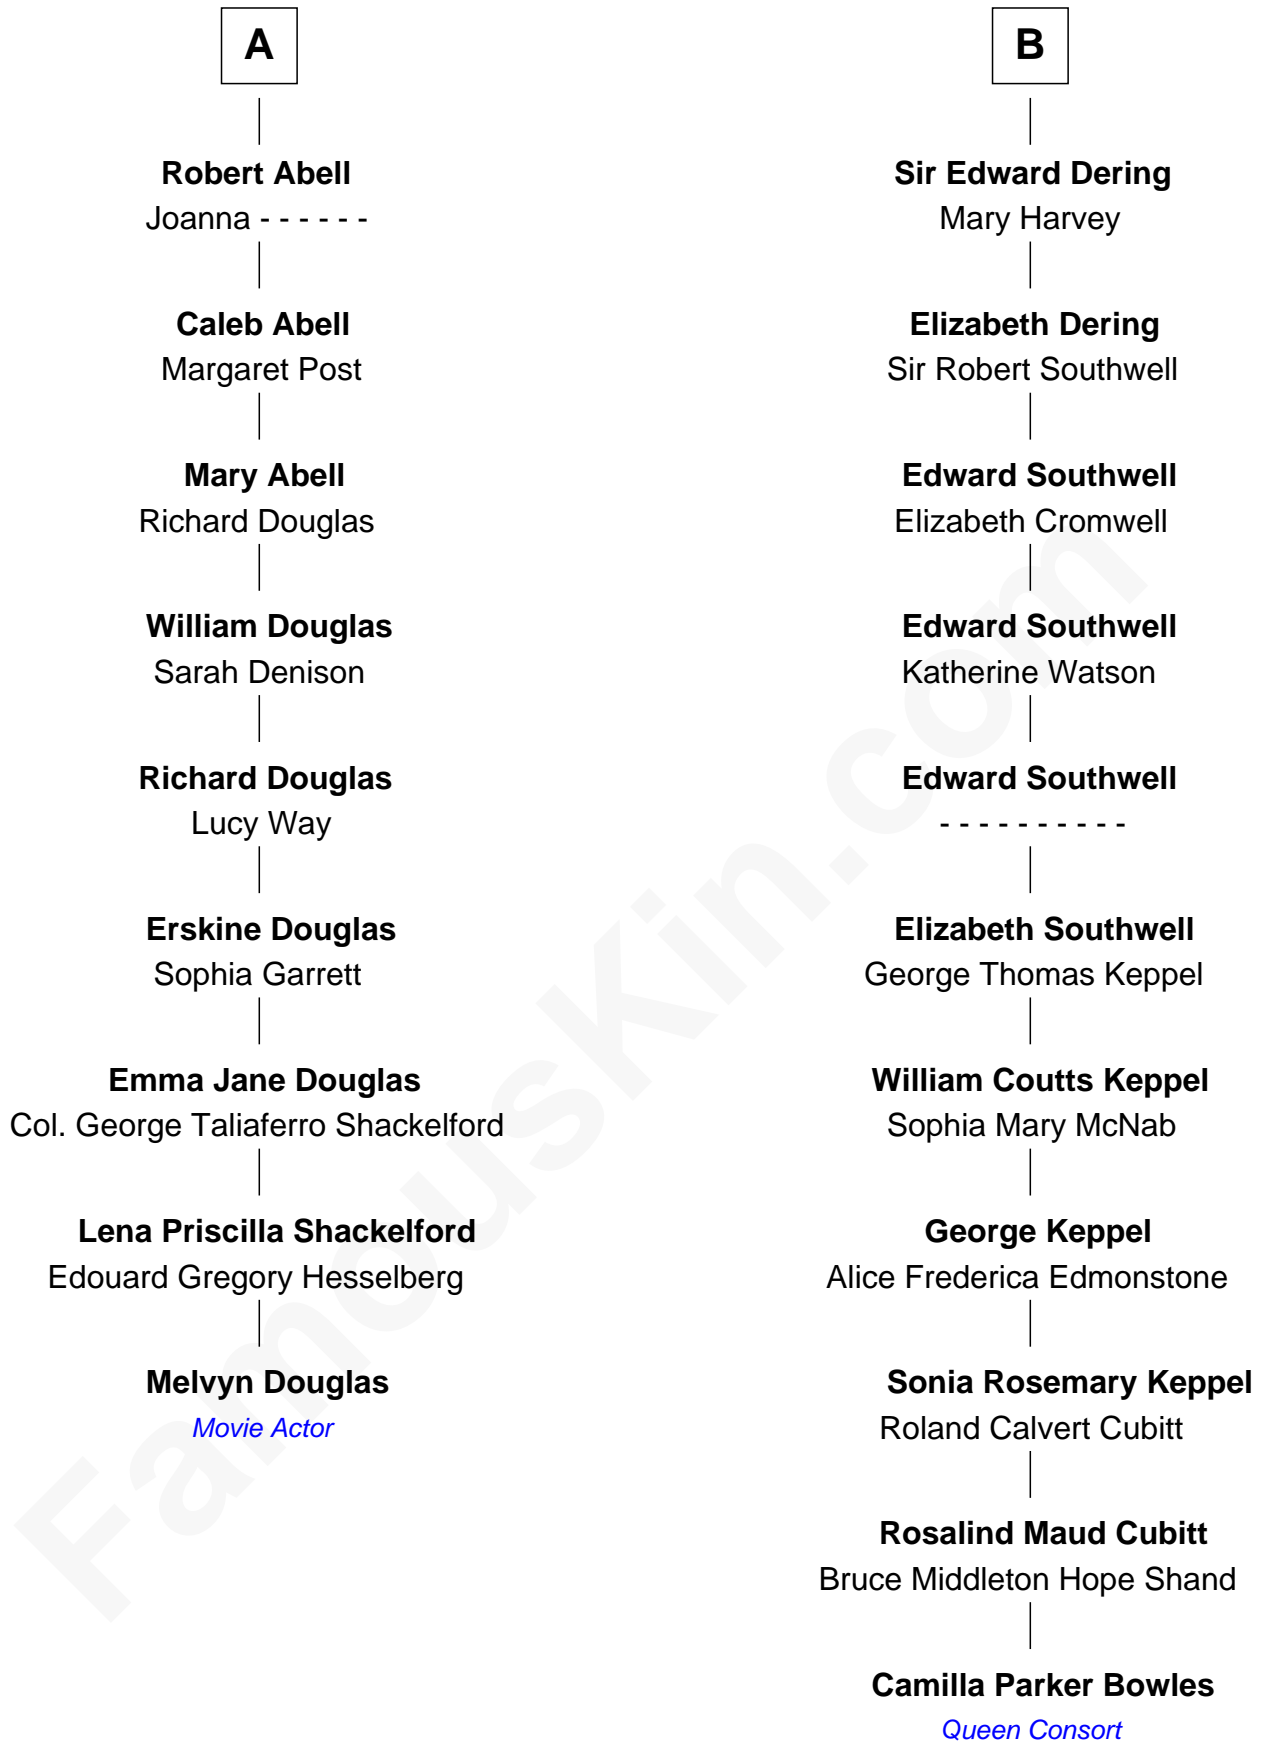 A
Robert Abell
Joanna - - - - - -
Caleb Abell
Margaret Post
Mary Abell
Richard Douglas
William Douglas
Sarah Denison
Richard Douglas
Lucy Way
Erskine Douglas
Sophia Garrett
Emma Jane Douglas
Col. George Taliaferro Shackelford
Lena Priscilla Shackelford
Edouard Gregory Hesselberg
Melvyn Douglas
Movie Actor
B
Sir Edward Dering
Mary Harvey
Elizabeth Dering
Sir Robert Southwell
Edward Southwell
Elizabeth Cromwell
Edward Southwell
Katherine Watson
Edward Southwell
- - - - - - - - - -
Elizabeth Southwell
George Thomas Keppel
William Coutts Keppel
Sophia Mary McNab
George Keppel
Alice Frederica Edmonstone
Sonia Rosemary Keppel
Roland Calvert Cubitt
Rosalind Maud Cubitt
Bruce Middleton Hope Shand
Camilla Parker Bowles
Queen Consort
FamousKin.com